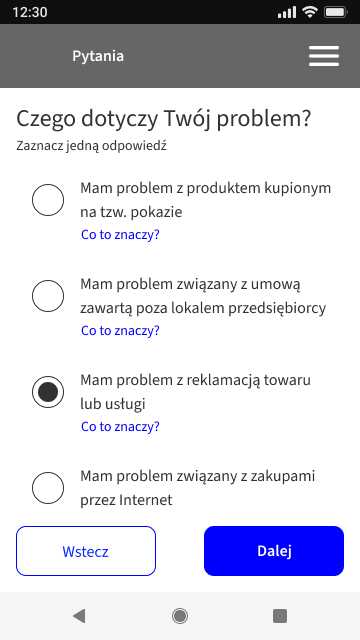 12:30
Pytania
Czego dotyczy Twój problem?
Zaznacz jedną odpowiedź
Mam problem z produktem kupionym
na tzw. pokazie
Co to znaczy?
Mam problem związany z umową
zawartą poza lokalem przedsiębiorcy
Co to znaczy?
Mam problem z reklamacją towaru
lub usługi
Co to znaczy?
Mam problem związany z zakupami
przez Internet
Wstecz
Dalej